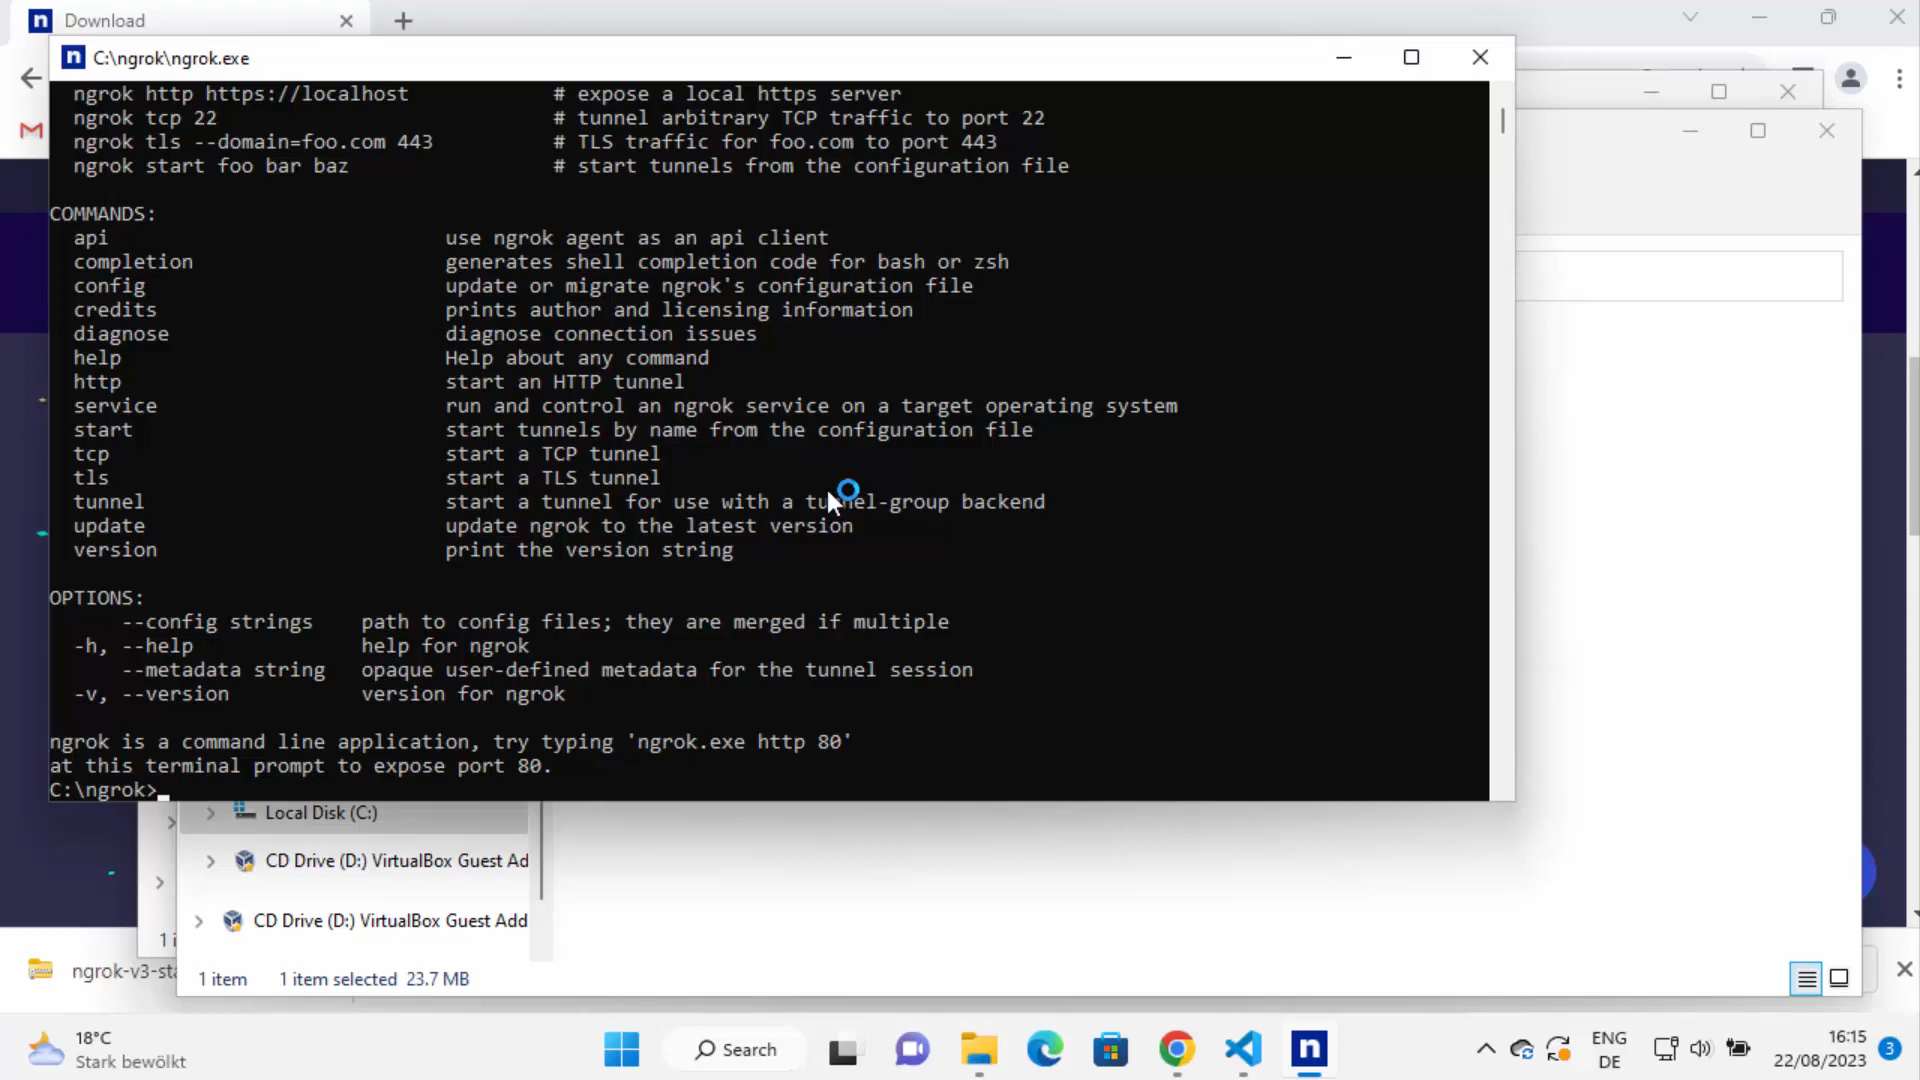 Download
C:\ngrok\ngrok.exe
ngrok http https://localhost # expose a local https server
ngrok tcp 22 # tunnel arbitrary TCP traffic to port 22
ngrok tls --domain=foo.com 443 # TLS traffic for foo.com to port 443
ngrok start foo bar baz # start tunnels from the configuration file
COMMANDS:
api use ngrok agent as an api client
completion generates shell completion code for bash or zsh
config update or migrate ngrok's configuration file
credits prints author and licensing information
diagnose diagnose connection issues
help Help about any command
http start an HTTP tunnel
service run and control an ngrok service on a target operating system
start start tunnels by name from the configuration file
tcp start a TCP tunnel
tls start a TLS tunnel
tunnel start a tunnel for use with a tunnel-group backend
update update ngrok to the latest version
version print the version string
OPTIONS:
--config strings path to config files; they are merged if multiple
-h, --help help for ngrok
--metadata string opaque user-defined metadata for the tunnel session
-v, --version version for ngrok
ngrok is a command line application, try typing 'ngrok.exe http 80'
at this terminal prompt to expose port 80.
C:\ngrok>
Local Disk (C:)
CD Drive (D:) VirtualBox Guest Ad
CD Drive (D:) VirtualBox Guest Add
1 i
ngrok-v3-sta
1 item 1 item selected 23.7 MB
18°C
Stark bewölkt
Search
ENG
DE
16:15
22/08/2023
3